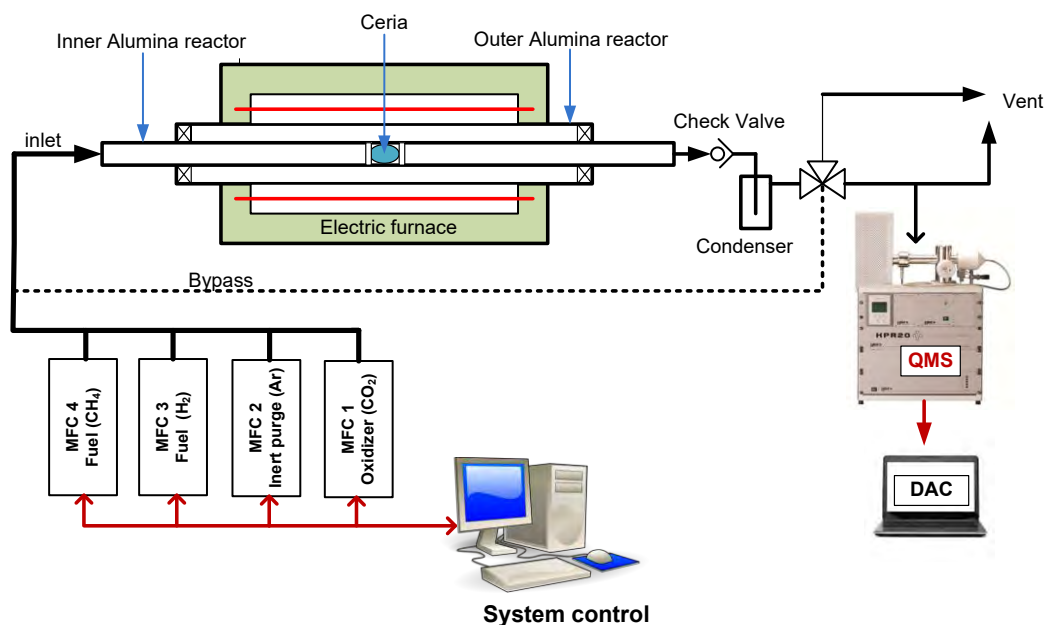 Ceria
Inner Alumina reactor
Outer Alumina reactor
Vent
Check Valve
inlet
Electric furnace
Condenser
Bypass
HPR20
QMS
MFC 4
Fuel (CH₄)
MFC 3
Fuel (H₂)
MFC 2
Inert purge (Ar)
MFC 1
Oxidizer (CO₂)
DAC
System control